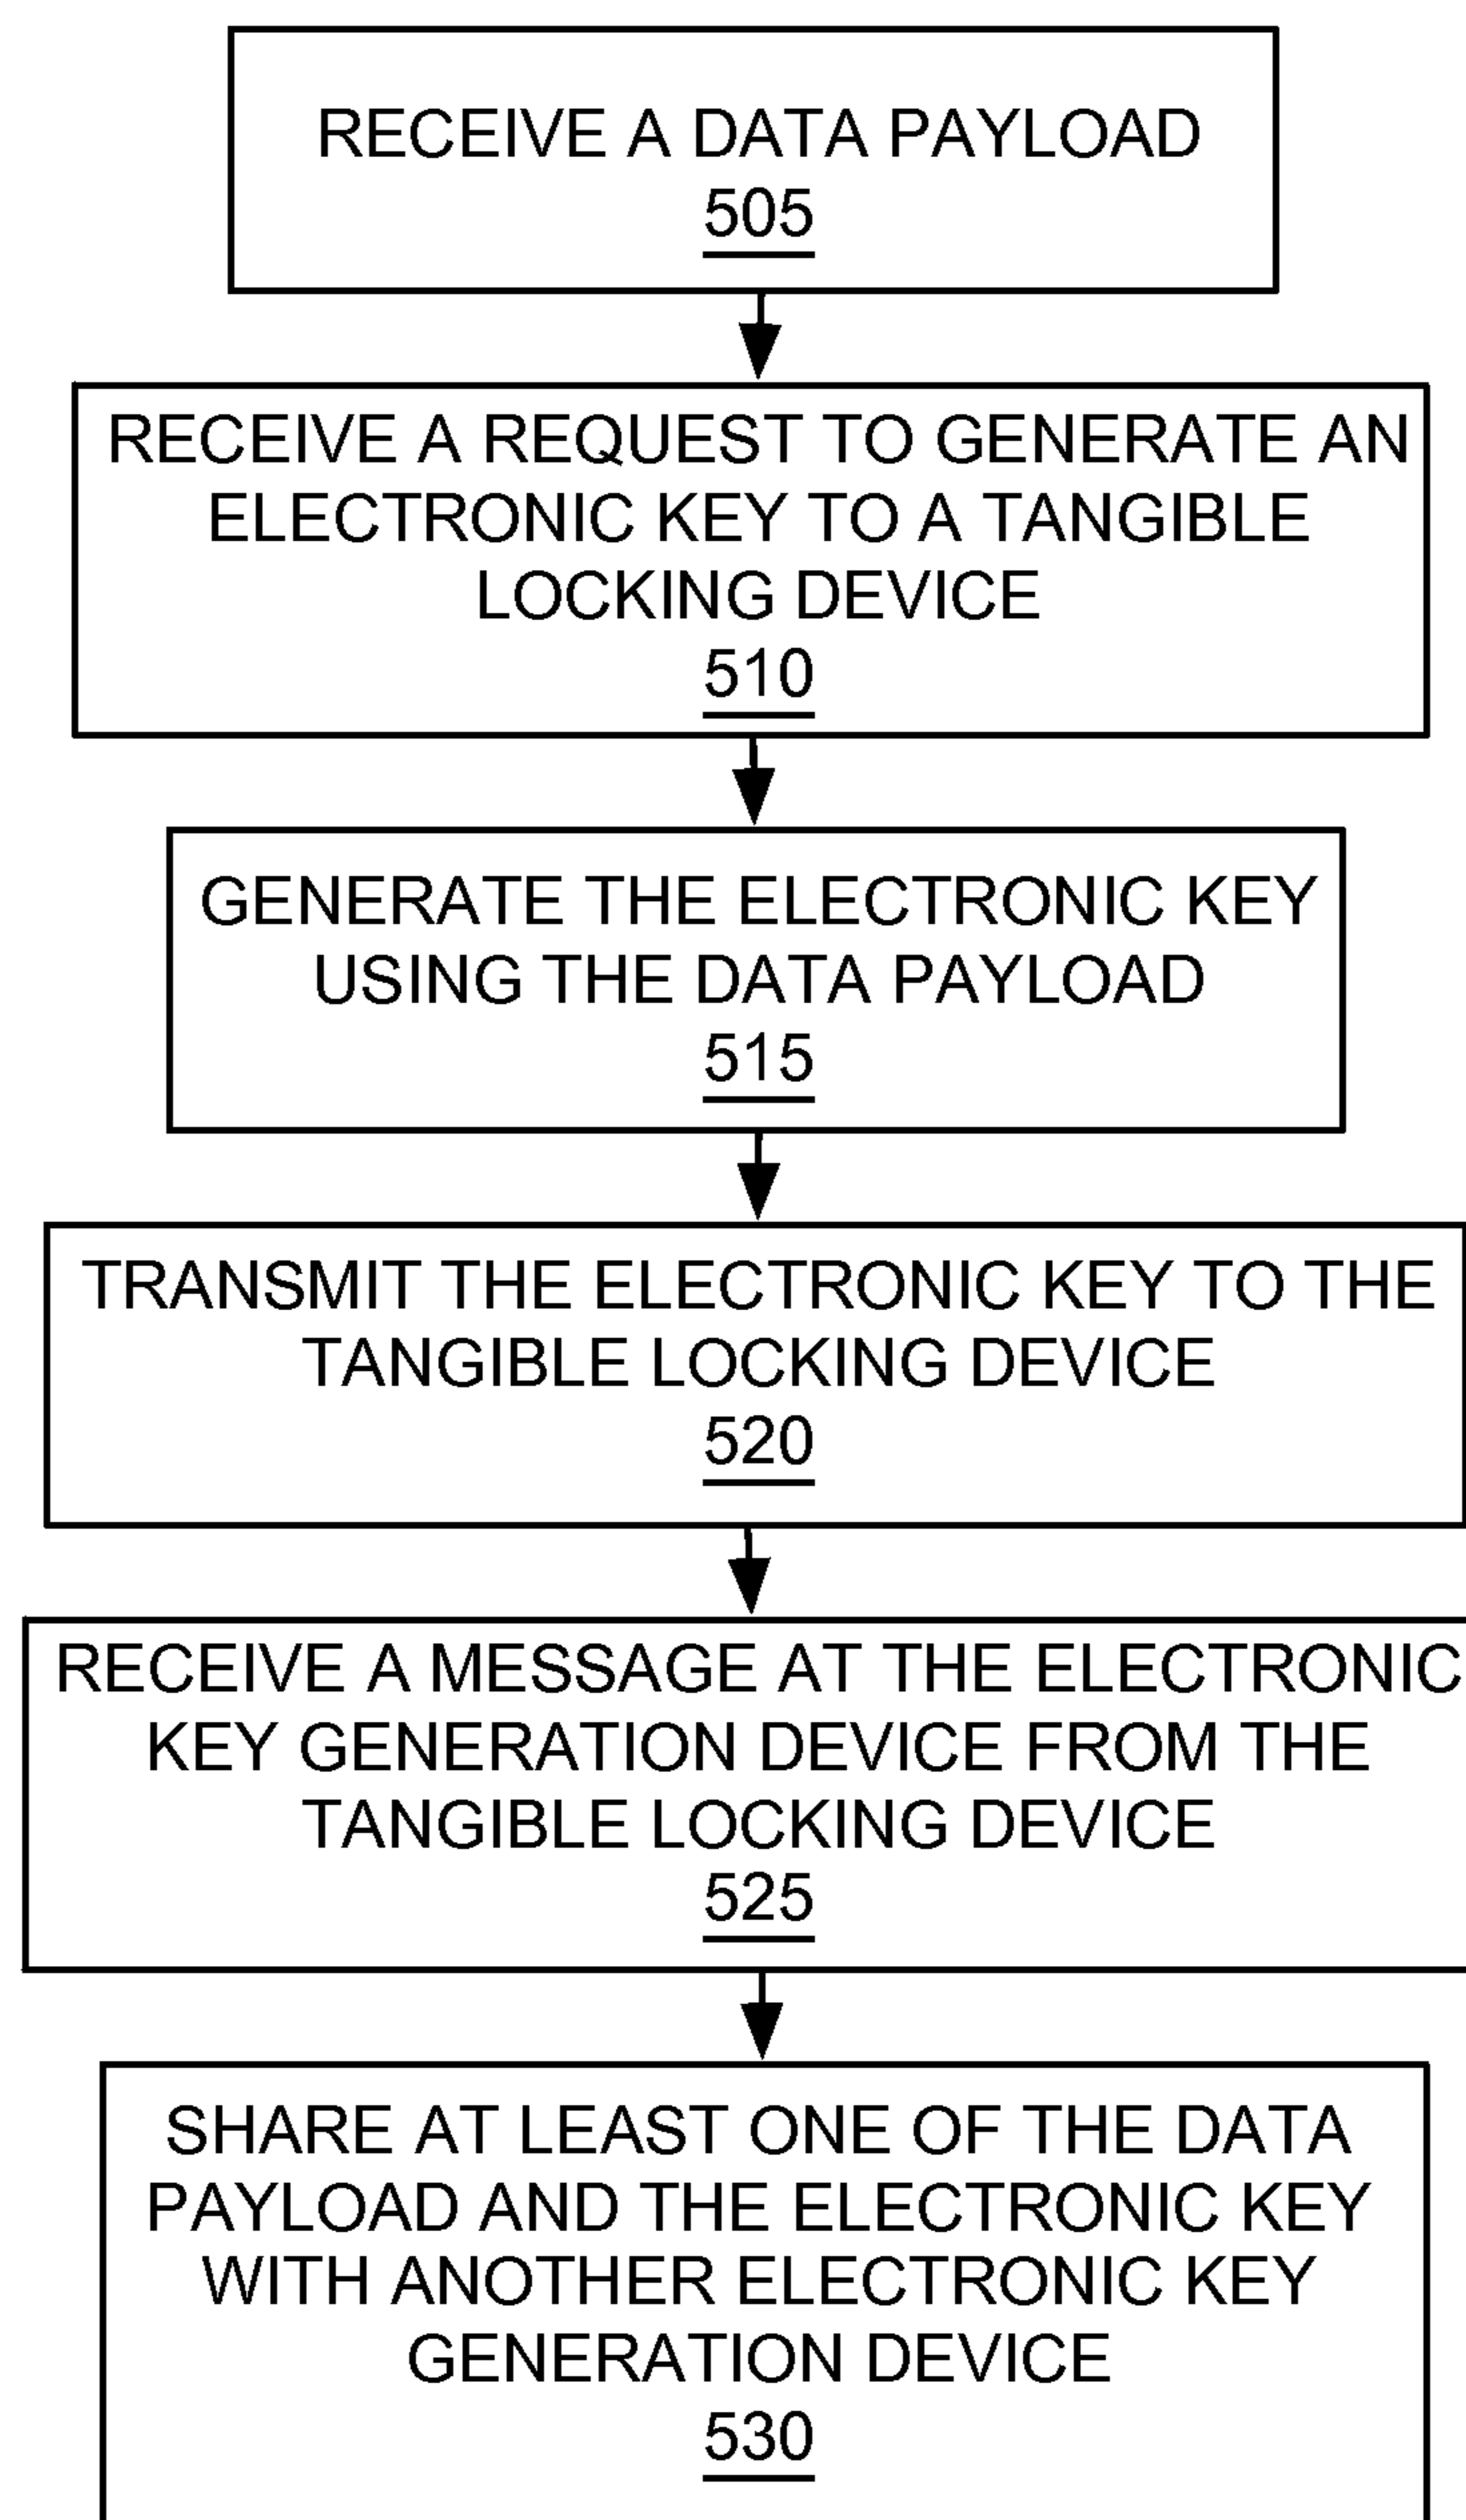 RECEIVE A DATA PAYLOAD
505
RECEIVE A REQUEST TO GENERATE AN
ELECTRONIC KEY TO A TANGIBLE
LOCKING DEVICE
510
GENERATE THE ELECTRONIC KEY
USING THE DATA PAYLOAD
515
TRANSMIT THE ELECTRONIC KEY TO THE
TANGIBLE LOCKING DEVICE
520
RECEIVE A MESSAGE AT THE ELECTRONIC
KEY GENERATION DEVICE FROM THE
TANGIBLE LOCKING DEVICE
525
SHARE AT LEAST ONE OF THE DATA
PAYLOAD AND THE ELECTRONIC KEY
WITH ANOTHER ELECTRONIC KEY
GENERATION DEVICE
530